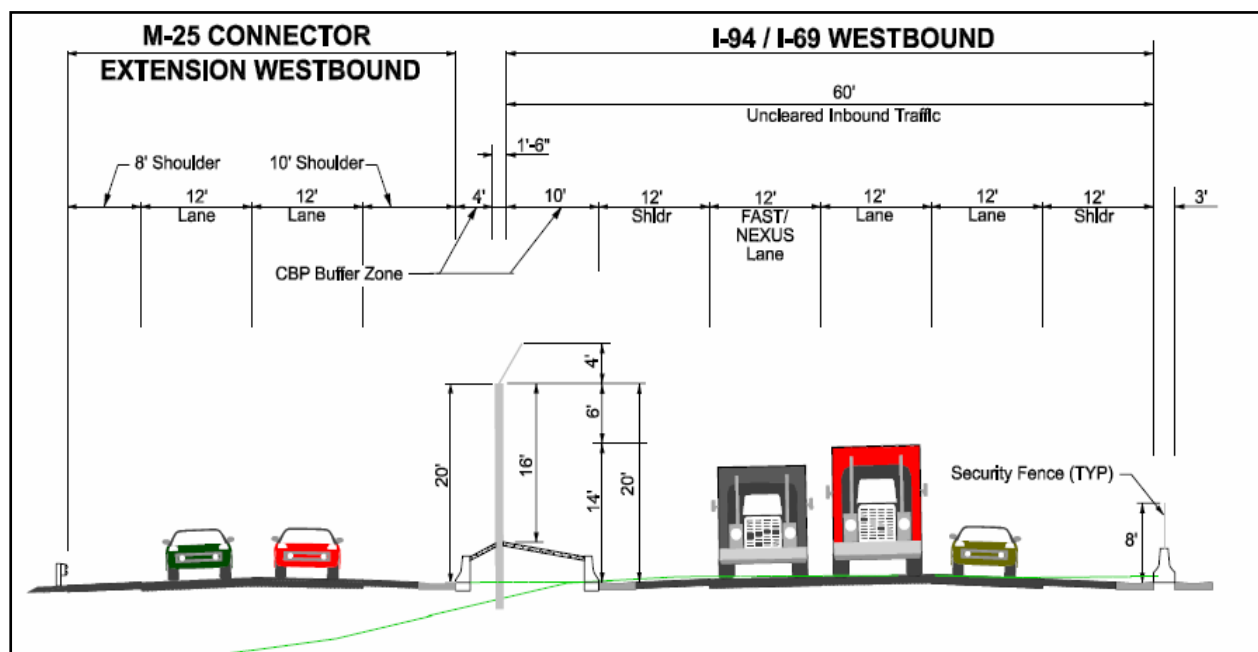 M-25 CONNECTOR
EXTENSION WESTBOUND
I-94 / I-69 WESTBOUND
60'
Uncleared Inbound Traffic
1'-6"
8' Shoulder
10' Shoulder
12'
Lane
12'
Lane
4'
10'
12'
Shldr
12'
FAST/
NEXUS
Lane
12'
Lane
12'
Lane
12'
Shldr
3'
CBP Buffer Zone
4'
6'
20'
16'
14'
20'
Security Fence (TYP)
8'